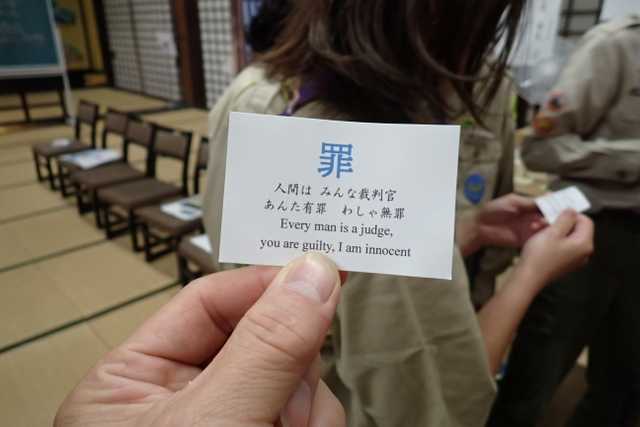 罪
人間は みんな裁判官
あんた有罪 わしゃ無罪
Every man is a judge,
you are guilty, I am innocent